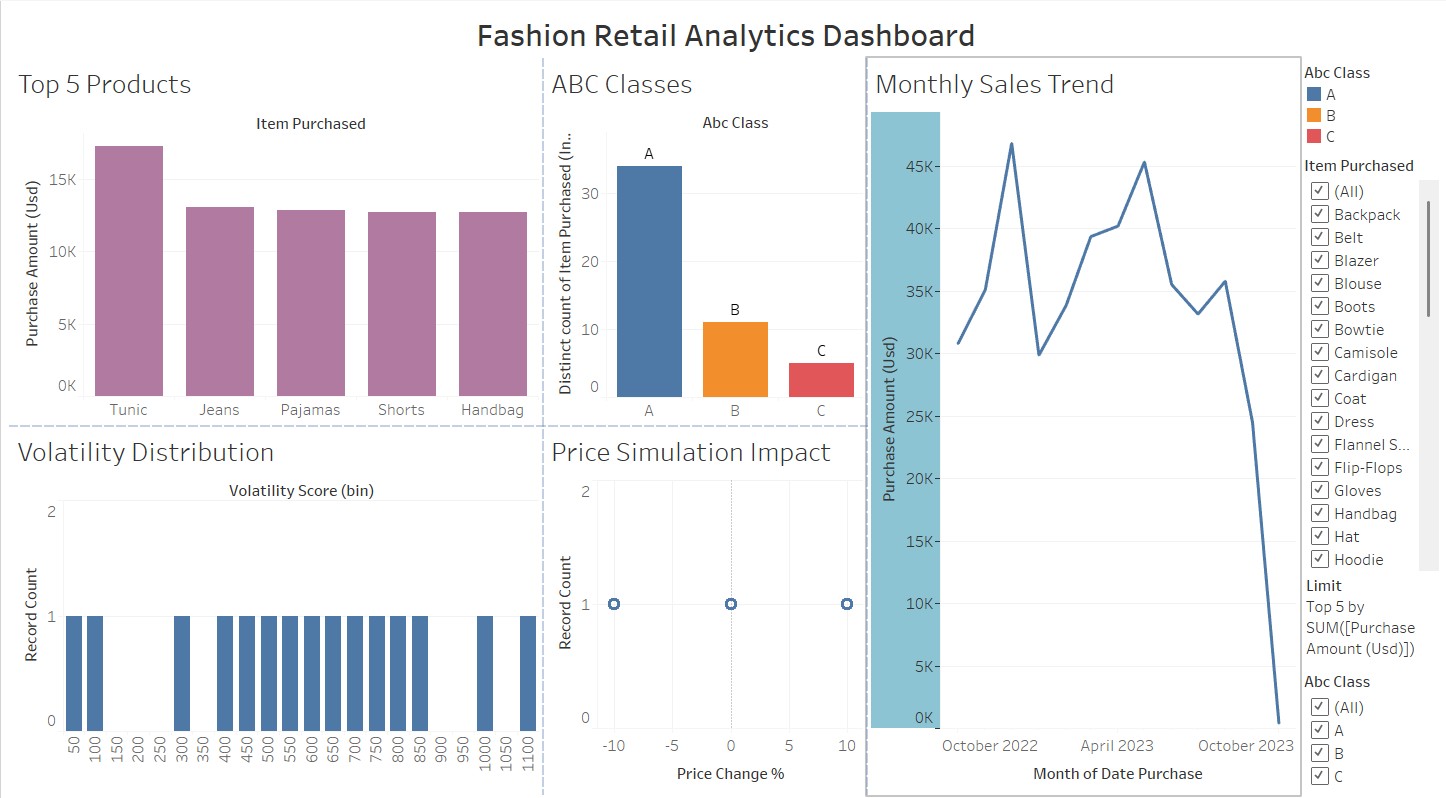 Fashion Retail Analytics Dashboard
Top 5 Products
Item Purchased
Purchase Amount (Usd)
15K
10K
5K
0K
Tunic Jeans Pajamas Shorts Handbag
ABC Classes
Abc Class
Distinct count of Item Purchased (In..
30
20
10
0
A
B
C
A B C
Monthly Sales Trend
Purchase Amount (Usd)
45K
40K
35K
30K
25K
20K
15K
10K
5K
0K
October 2022 April 2023 October 2023
Month of Date Purchase
Volatility Distribution
Volatility Score (bin)
Record Count
2
1
0
50 100 150 200 250 300 350 400 450 500 550 600 650 700 750 800 850 900 950 1000 1050 1100
Price Simulation Impact
Record Count
2
1
0
-10 -5 0 5 10
Price Change %
Abc Class
A
B
C
Item Purchased
(All)
Backpack
Belt
Blazer
Blouse
Boots
Bowtie
Camisole
Cardigan
Coat
Dress
Flannel S...
Flip-Flops
Gloves
Handbag
Hat
Hoodie
Limit
Top 5 by
SUM([Purchase
Amount (Usd)])
Abc Class
(All)
A
B
C